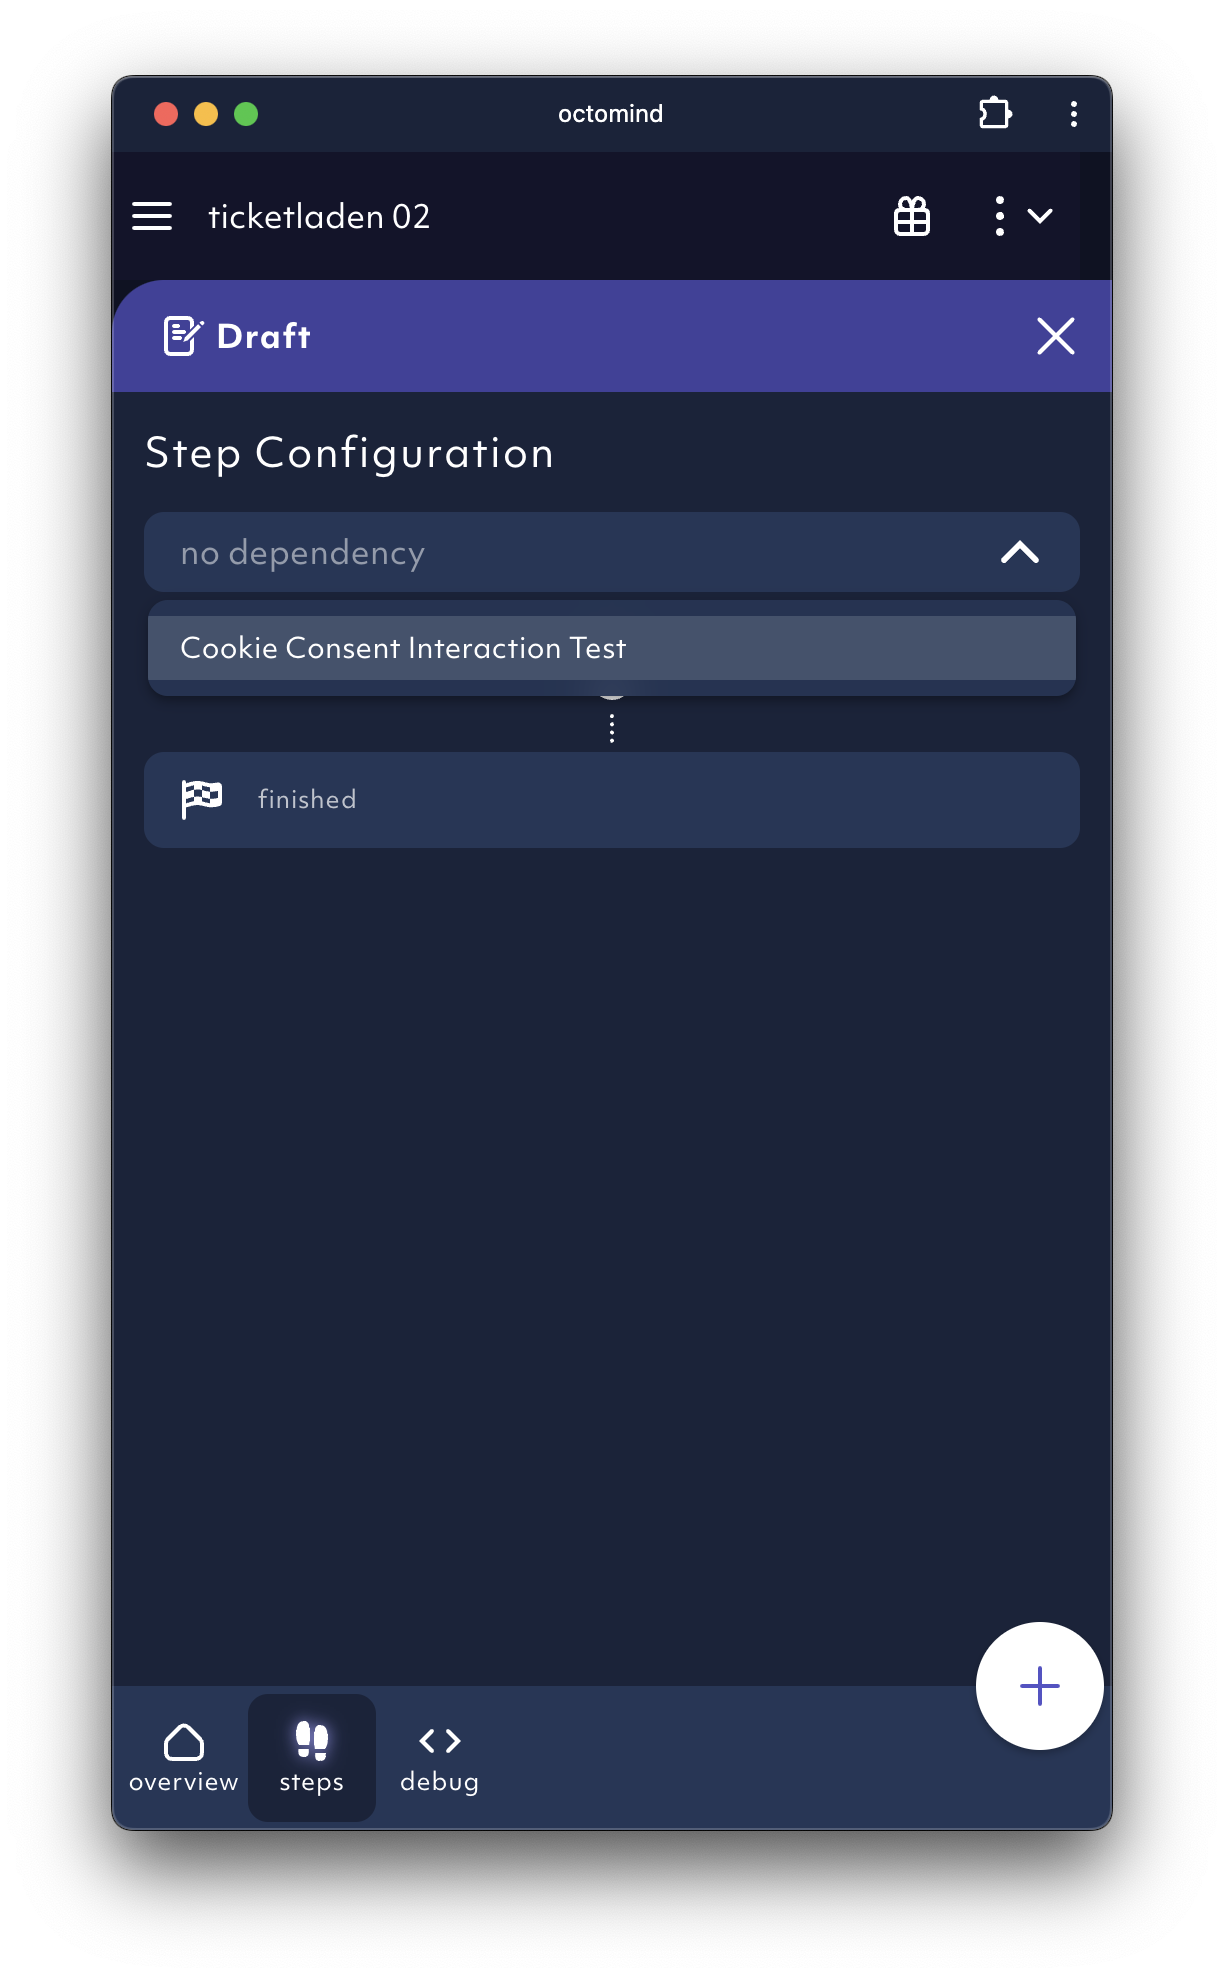 octomind
ticketladen 02
Draft
Step Configuration
no dependency
Cookie Consent Interaction Test
finished
overview
steps
debug